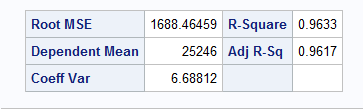 Root MSE 1688.46459 R-Square 0.9633
Dependent Mean 25246 Adj R-Sq 0.9617
Coeff Var 6.68812